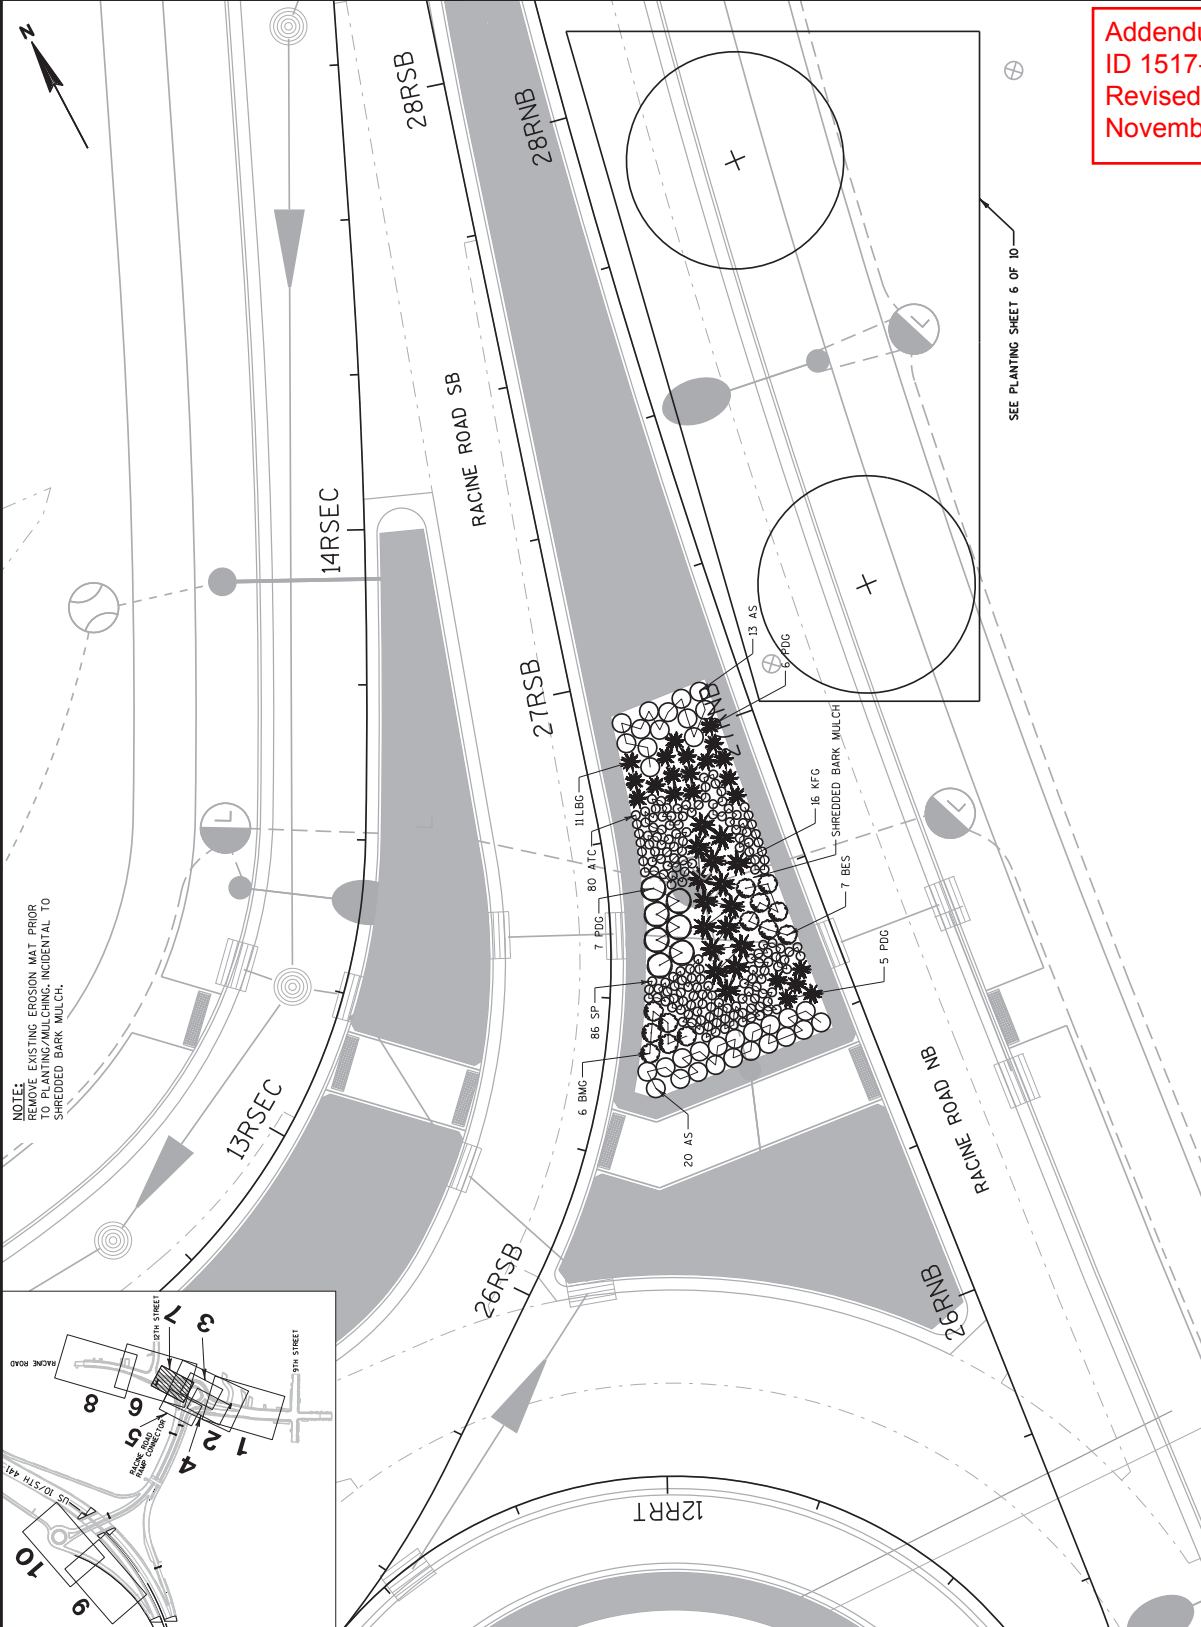 N
Addendu
ID 1517-
Revised
Novemb
28RSB
28RNB
SEE PLANTING SHEET 6 OF 10
RACINE ROAD SB
14RSEC
27RSB
27RNB
13 AS
6 PDG
11 LBG
80 ATC
16 KFG
SHREDDED BARK MULCH
7 BES
7 PDG
5 PDG
86 SP
6 BMG
20 AS
NOTE:
REMOVE EXISTING EROSION MAT PRIOR
TO PLANTING/MULCHING, INCIDENTAL TO
SHREDDED BARK MULCH.
13RSEC
RACINE ROAD NB
26RSB
26RNB
12RRT
RACINE ROAD
12TH STREET
9TH STREET
RACINE ROAD
RAMP CONNECTOR
US 10/STH 441
8
6
7
3
5
4
2
1
10
9
L
L
L